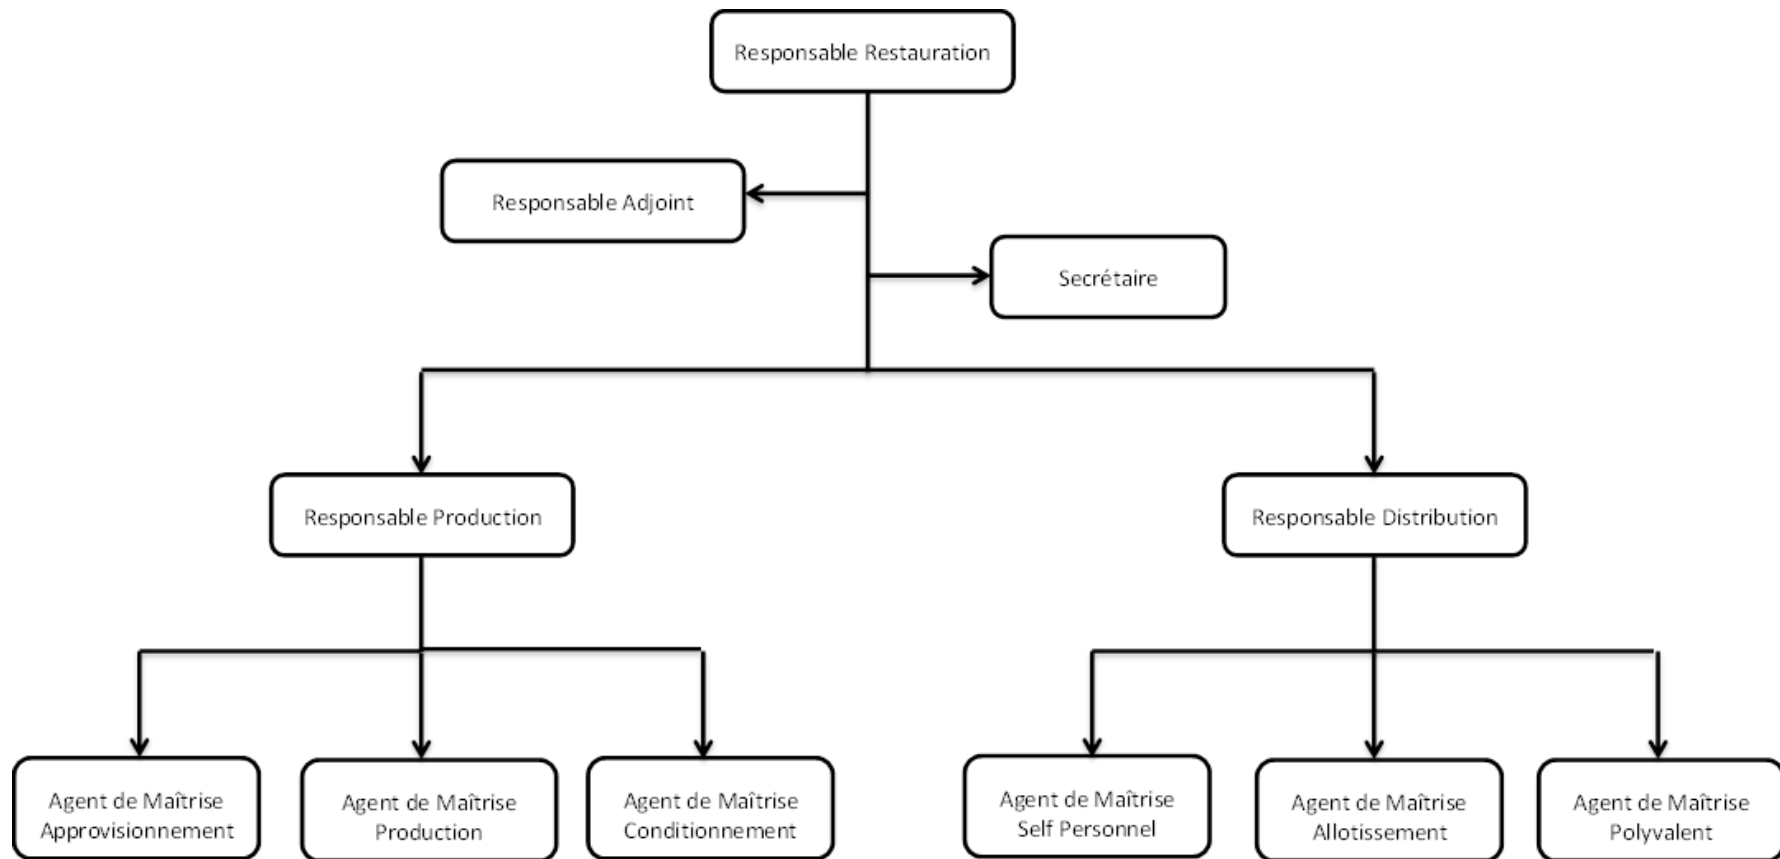 Responsable Restauration
Responsable Adjoint
Secrétaire
Responsable Production
Responsable Distribution
Agent de Maîtrise
Approvisionnement
Agent de Maîtrise
Production
Agent de Maîtrise
Conditionnement
Agent de Maîtrise
Self Personnel
Agent de Maîtrise
Allotissement
Agent de Maîtrise
Polyvalent